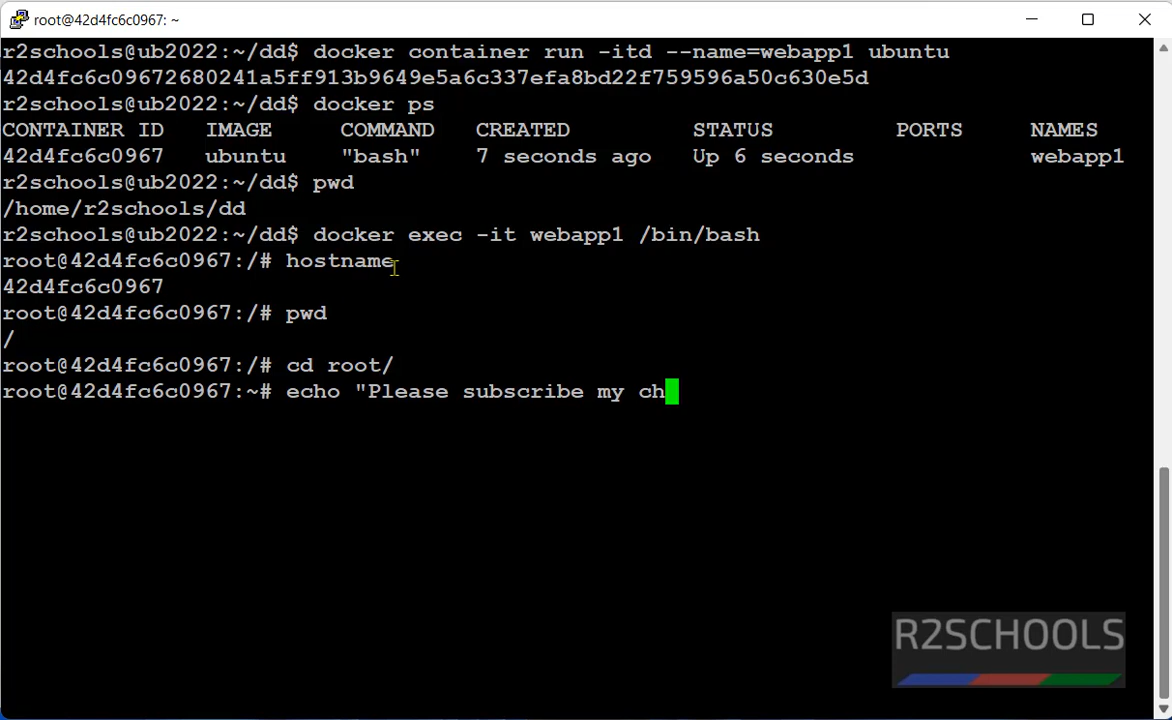 root@42d4fc6c0967: ~
r2schools@ub2022:~/dd$ docker container run -itd --name=webapp1 ubuntu
42d4fc6c09672680241a5ff913b9649e5a6c337efa8bd22f759596a50c630e5d
r2schools@ub2022:~/dd$ docker ps
CONTAINER ID   IMAGE     COMMAND   CREATED         STATUS         PORTS     NAMES
42d4fc6c0967   ubuntu    "bash"    7 seconds ago   Up 6 seconds             webapp1
r2schools@ub2022:~/dd$ pwd
/home/r2schools/dd
r2schools@ub2022:~/dd$ docker exec -it webapp1 /bin/bash
root@42d4fc6c0967:/# hostname
42d4fc6c0967
root@42d4fc6c0967:/# pwd
/
root@42d4fc6c0967:/# cd root/
root@42d4fc6c0967:~# echo "Please subscribe my ch
R2SCHOOLS